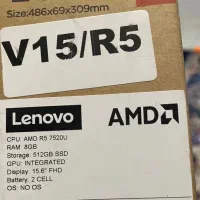 Size:486x69x309mm
V15/R5
Lenovo
AMD
CPU: AMD R5 7520U
RAM: 8GB
Storage: 512GB SSD
GPU: INTEGRATED
Display: 15.6" FHD
Battery: 2 CELL
OS: NO OS